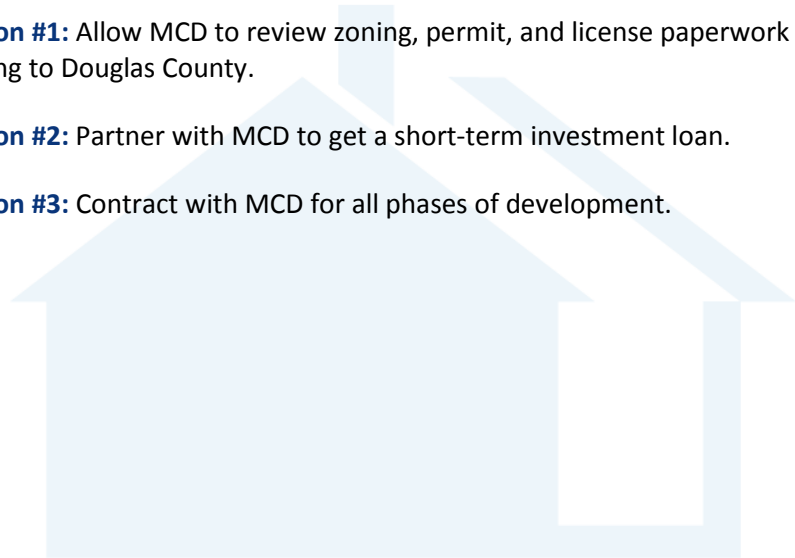 on #1: Allow MCD to review zoning, permit, and license paperwork
ng to Douglas County.
on #2: Partner with MCD to get a short-term investment loan.
on #3: Contract with MCD for all phases of development.